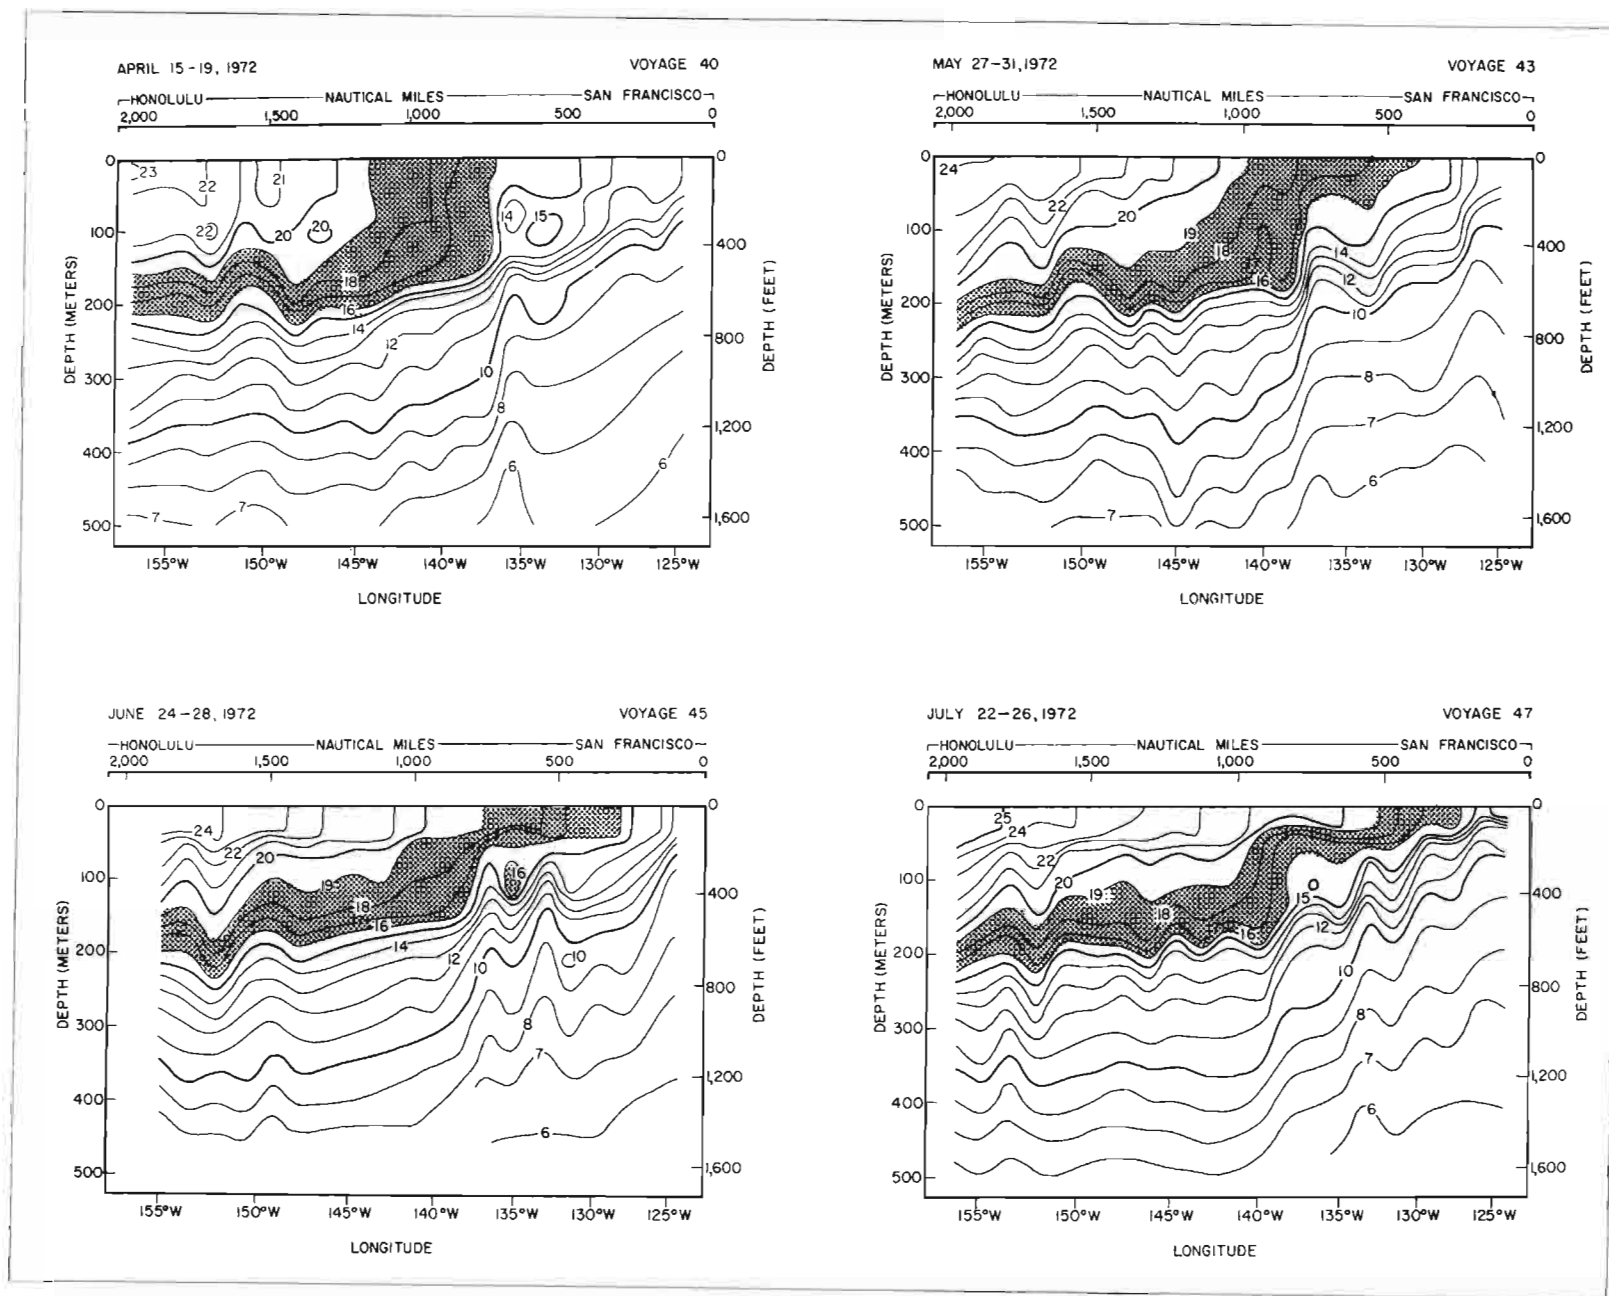 APRIL 15-19, 1972 VOYAGE 40
HONOLULU NAUTICAL MILES SAN FRANCISCO
2,000 1,500 1,000 500 0
0 100 200 300 400 500
DEPTH (METERS)
23 22 21 22 20 20 14 15
18 16 14 12 10 8 6 6 7 7
0 400 800 1,200 1,600
DEPTH (FEET)
155°W 150°W 145°W 140°W 135°W 130°W 125°W
LONGITUDE
MAY 27-31, 1972 VOYAGE 43
HONOLULU NAUTICAL MILES SAN FRANCISCO
2,000 1,500 1,000 500 0
0 100 200 300 400 500
DEPTH (METERS)
24 22 20 19 18 17 16 14 12 10 8 7 6 7
0 400 800 1,200 1,600
DEPTH (FEET)
155°W 150°W 145°W 140°W 135°W 130°W 125°W
LONGITUDE
JUNE 24-28, 1972 VOYAGE 45
HONOLULU NAUTICAL MILES SAN FRANCISCO
2,000 1,500 1,000 500 0
0 100 200 300 400 500
DEPTH (METERS)
24 22 20 19 18 16 16 14 12 10 10 8 7 6
0 400 800 1,200 1,600
DEPTH (FEET)
155°W 150°W 145°W 140°W 135°W 130°W 125°W
LONGITUDE
JULY 22-26, 1972 VOYAGE 47
HONOLULU NAUTICAL MILES SAN FRANCISCO
2,000 1,500 1,000 500 0
0 100 200 300 400 500
DEPTH (METERS)
25 24 22 20 19 18 16 15 12 10 8 7 6
0 400 800 1,200 1,600
DEPTH (FEET)
155°W 150°W 145°W 140°W 135°W 130°W 125°W
LONGITUDE